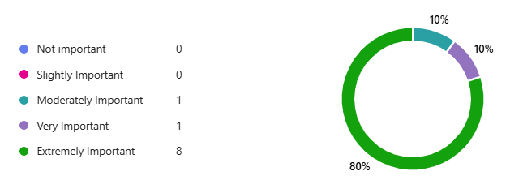 Not important 0
Slightly Important 0
Moderately Important 1
Very Important 1
Extremely Important 8
10%
10%
80%